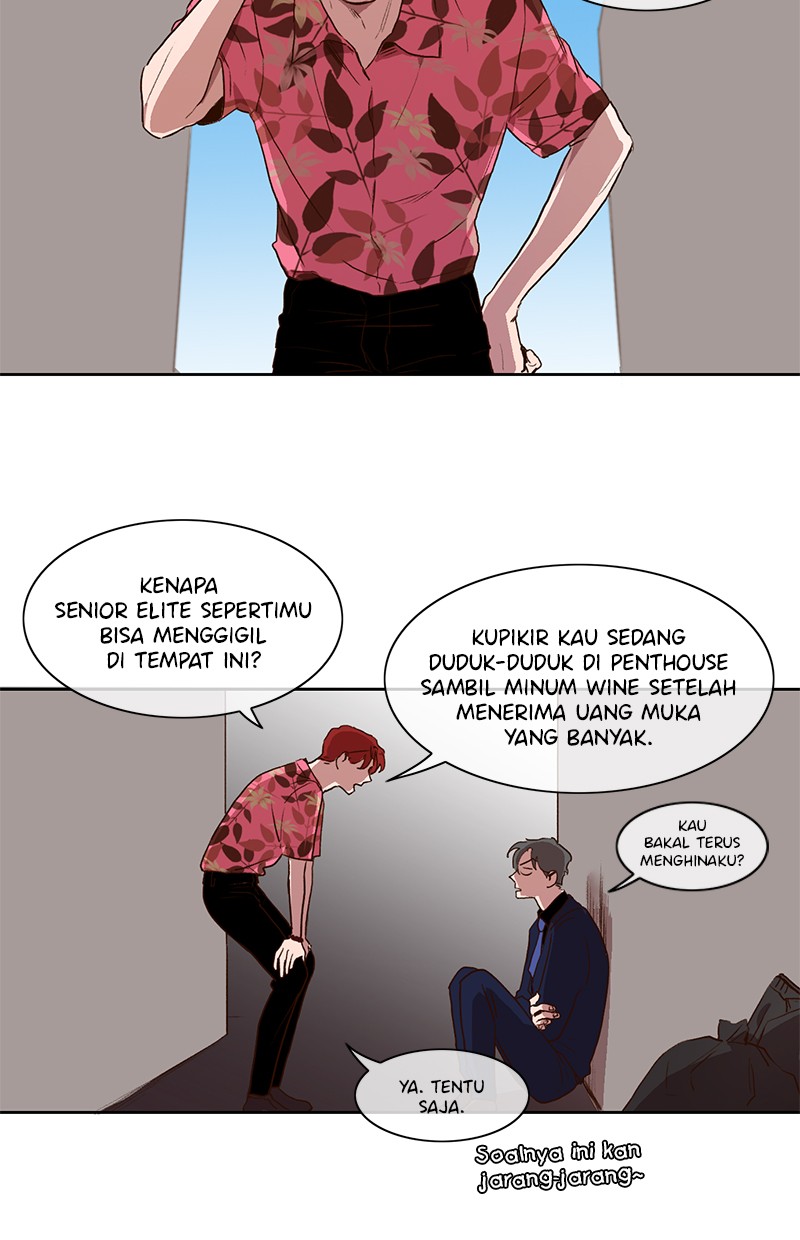 KENAPA
SENIOR ELITE SEPERTIMU
BISA MENGGIGIL
DI TEMPAT INI?
KUPIKIR KAU SEDANG
DUDUK-DUDUK DI PENTHOUSE
SAMBIL MINUM WINE SETELAH
MENERIMA UANG MUKA
YANG BANYAK.
KAU
BAKAL TERUS
MENGHINAKU?
YA. TENTU
SAJA.
Soalnya ini kan
jarang-jarang~